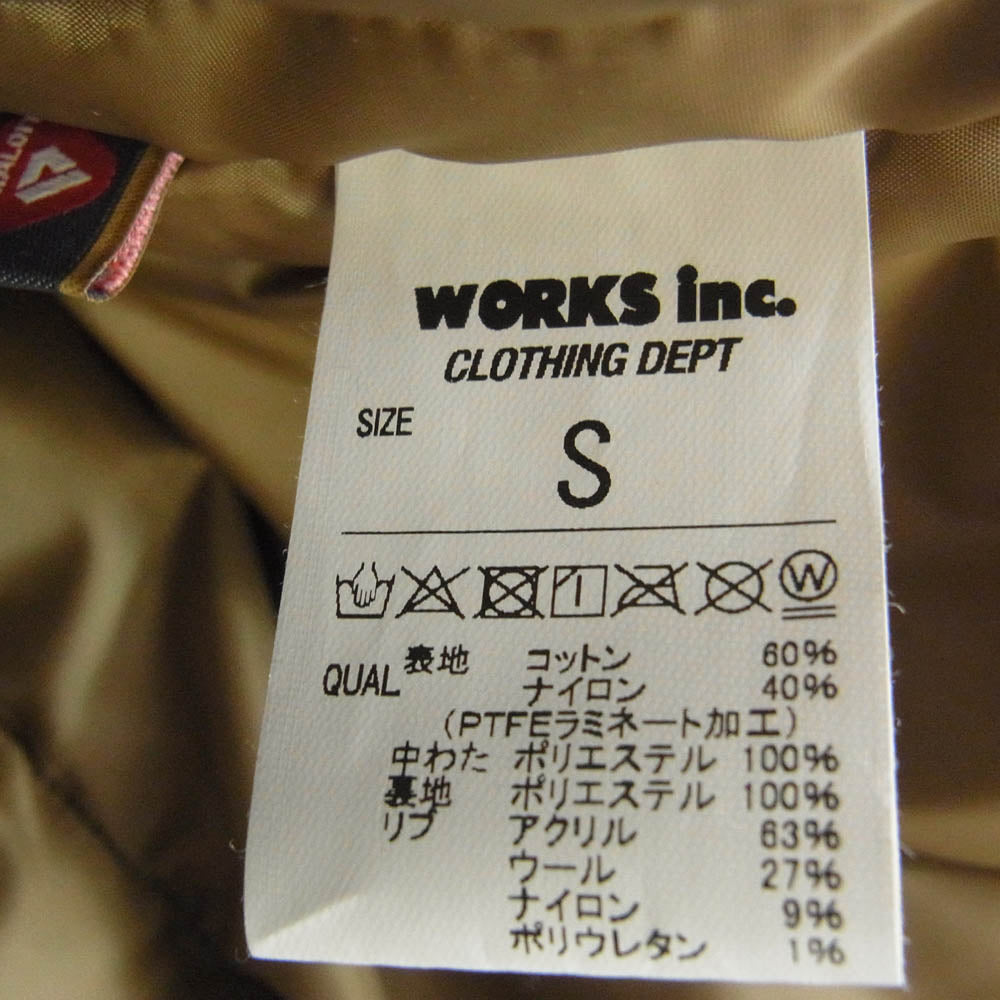 WORKS inc.
CLOTHING DEPT
SIZE
S
W
QUAL 表地 コットン 60%
ナイロン 40%
(PTFEラミネート加工)
中わた ポリエステル 100%
裏地 ポリエステル 100%
リブ アクリル 63%
ウール 27%
ナイロン 9%
ポリウレタン 1%